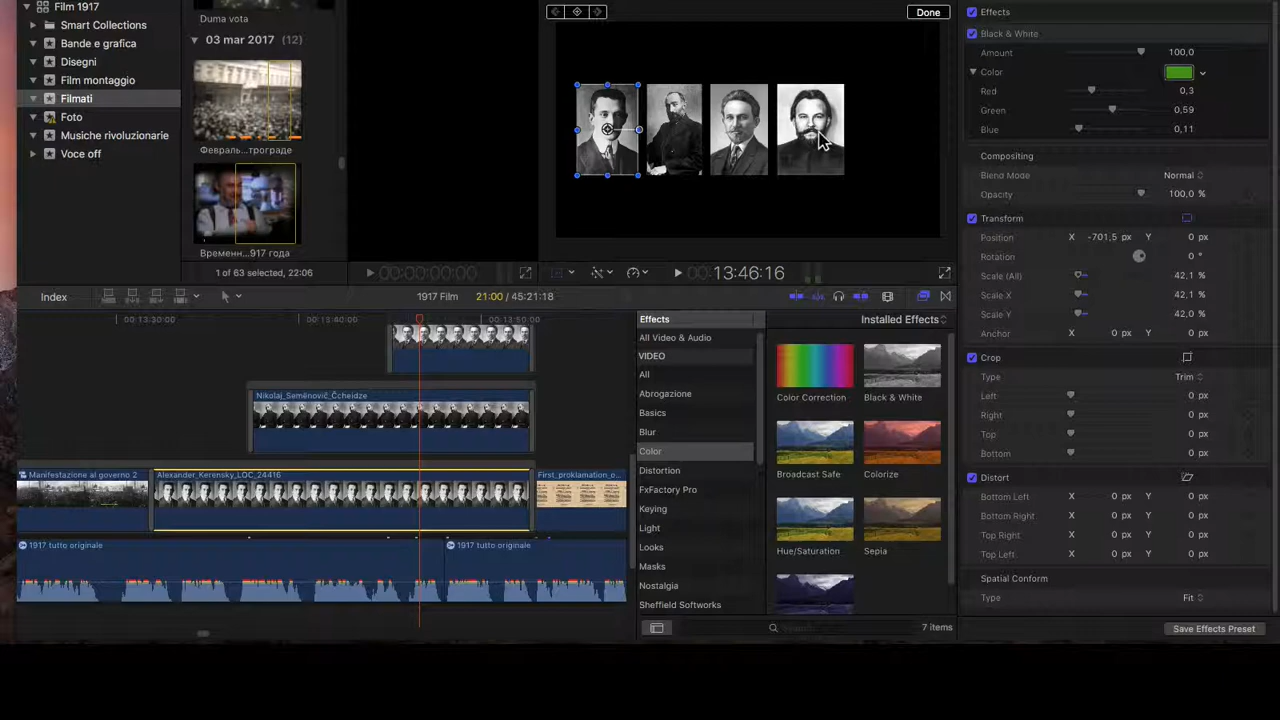 Film 1917
Smart Collections
Bande e grafica
Disegni
Film montaggio
Filmati
Foto
Musiche rivoluzionarie
Voce off
Duma vota
03 mar 2017 (12)
Февраль...трограде
Временн...917 года
1 of 63 selected, 22:06
00:00:00:00
Done
00:13:46:16
Effects
Black & White
Amount 100,0
Color
Red 0,3
Green 0,59
Blue 0,11
Compositing
Blend Mode Normal
Opacity 100,0 %
Transform
Position X -701,5 px Y 0 px
Rotation 0 °
Scale (All) 42,1 %
Scale X 42,1 %
Scale Y 42,0 %
Anchor X 0 px Y 0 px
Crop
Type Trim
Left 0 px
Right 0 px
Top 0 px
Bottom 0 px
Distort
Bottom Left X 0 px Y 0 px
Bottom Right X 0 px Y 0 px
Top Right X 0 px Y 0 px
Top Left X 0 px Y 0 px
Spatial Conform
Type Fit
Save Effects Preset
Index
1917 Film 21:00 / 45:21:18
00:13:30:00
00:13:40:00
00:13:50:00
Nikolaj_Semënovič_Čcheidze
Manifestazione al governo 2
Alexander_Kerensky_LOC_24416
First_proklamation_o...
1917 tutto originale
1917 tutto originale
Effects
Installed Effects
All Video & Audio
VIDEO
All
Abrogazione
Basics
Blur
Color
Distortion
FxFactory Pro
Keying
Light
Looks
Masks
Nostalgia
Sheffield Softworks
Color Correction
Black & White
Broadcast Safe
Colorize
Hue/Saturation
Sepia
Search
7 items